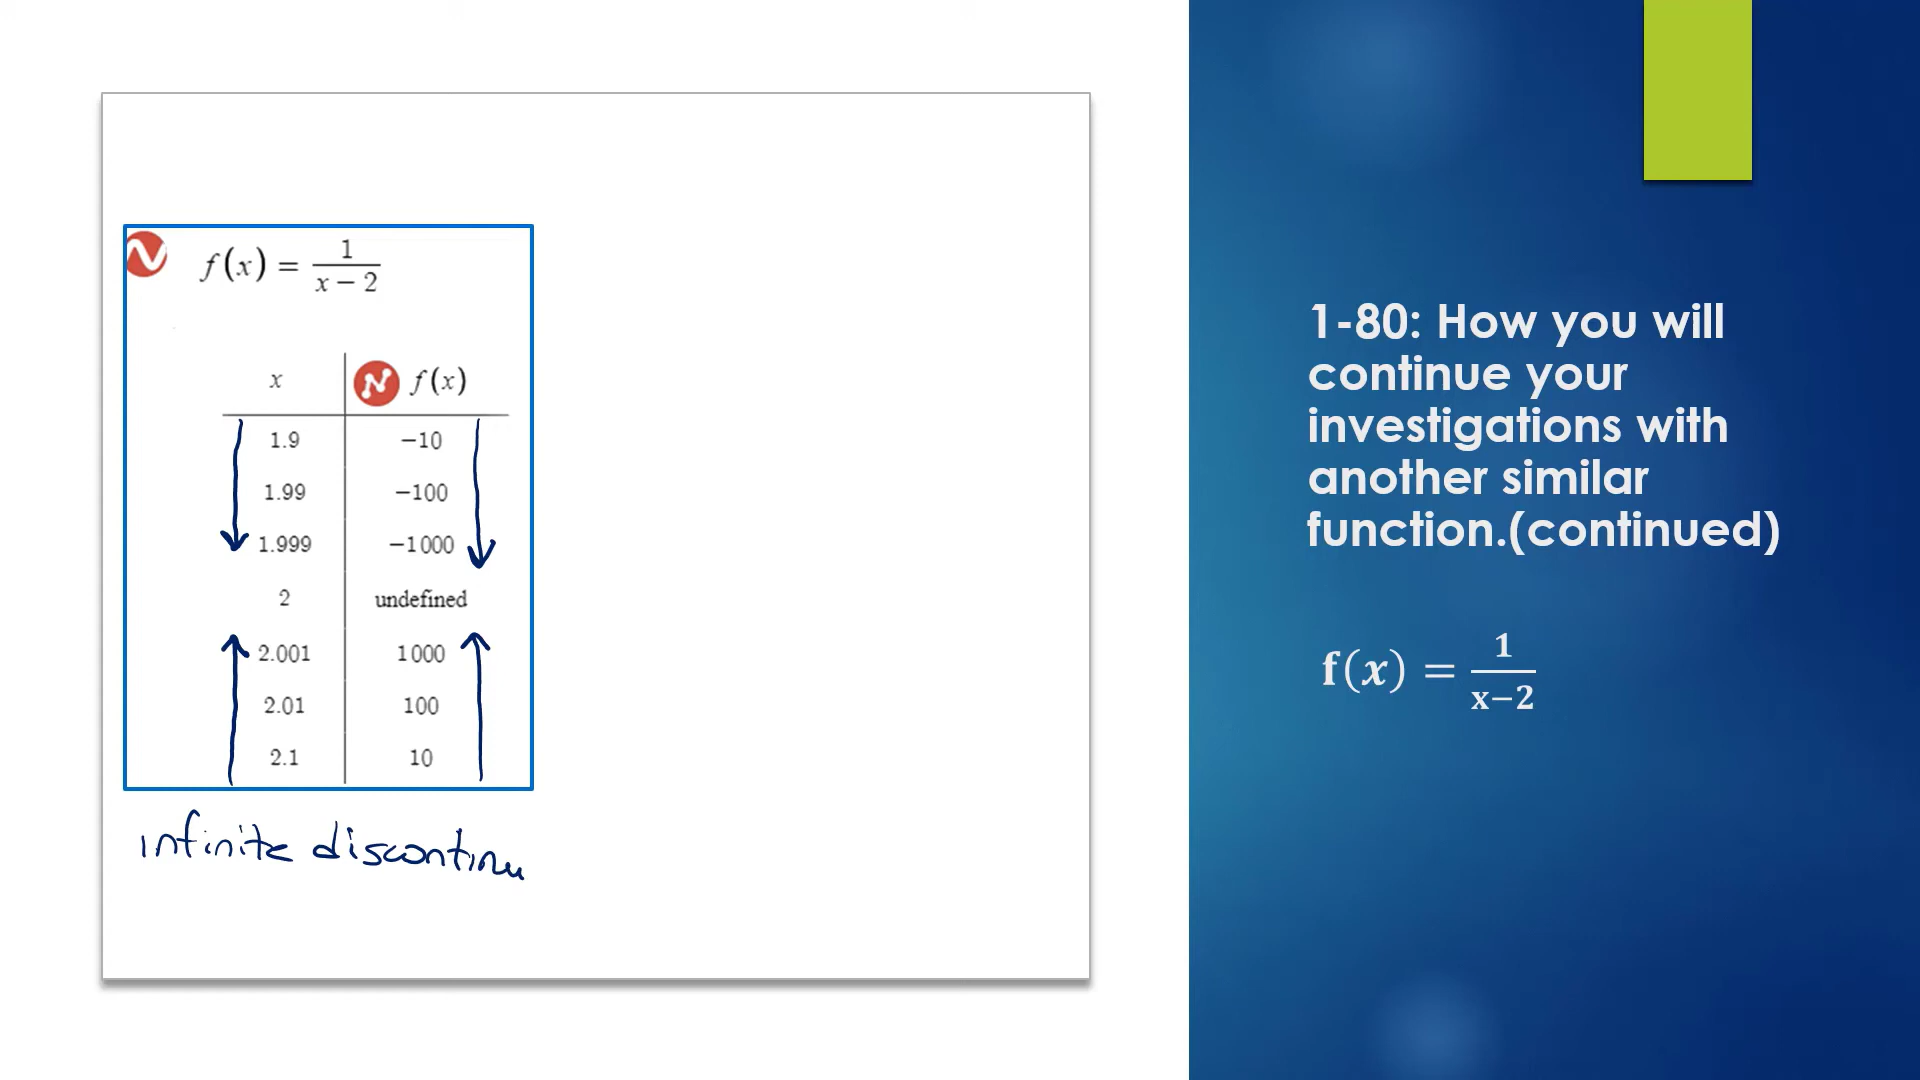 f(x) = 1/(x − 2)
x f(x)
1.9 −10
1.99 −100
1.999 −1000
2 undefined
2.001 1000
2.01 100
2.1 10
infinite discontinu
1-80: How you will
continue your
investigations with
another similar
function.(continued)
f(x) = 1/(x−2)